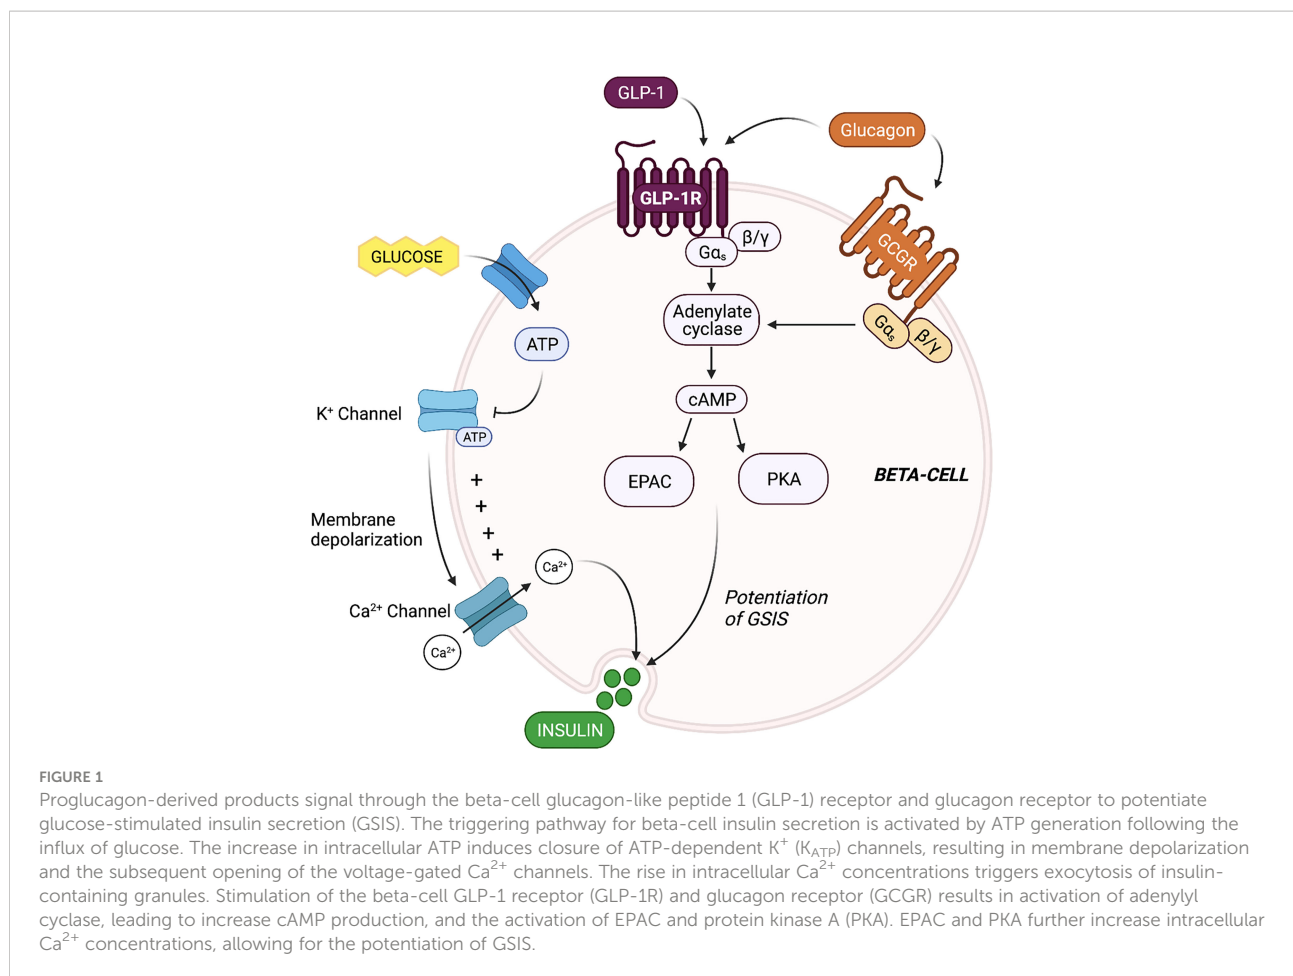 GLP-1
Glucagon
GLP-1R
GCGR
β/γ
Gαs
GLUCOSE
Adenylate
cyclase
Gαs
β/γ
ATP
cAMP
K⁺ Channel
ATP
EPAC
PKA
BETA-CELL
+
+
+
+
Membrane
depolarization
Ca²⁺
Ca²⁺ Channel
Ca²⁺
Potentiation
of GSIS
INSULIN
FIGURE 1
Proglucagon-derived products signal through the beta-cell glucagon-like peptide 1 (GLP-1) receptor and glucagon receptor to potentiate
glucose-stimulated insulin secretion (GSIS). The triggering pathway for beta-cell insulin secretion is activated by ATP generation following the
influx of glucose. The increase in intracellular ATP induces closure of ATP-dependent K⁺ (KATP) channels, resulting in membrane depolarization
and the subsequent opening of the voltage-gated Ca²⁺ channels. The rise in intracellular Ca²⁺ concentrations triggers exocytosis of insulin-
containing granules. Stimulation of the beta-cell GLP-1 receptor (GLP-1R) and glucagon receptor (GCGR) results in activation of adenylyl
cyclase, leading to increase cAMP production, and the activation of EPAC and protein kinase A (PKA). EPAC and PKA further increase intracellular
Ca²⁺ concentrations, allowing for the potentiation of GSIS.